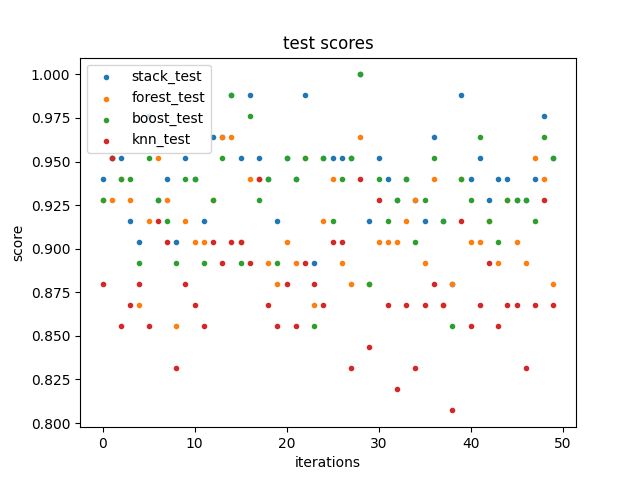 test scores
stack_test
forest_test
boost_test
knn_test
1.000
0.975
0.950
0.925
0.900
0.875
0.850
0.825
0.800
score
0 10 20 30 40 50
iterations